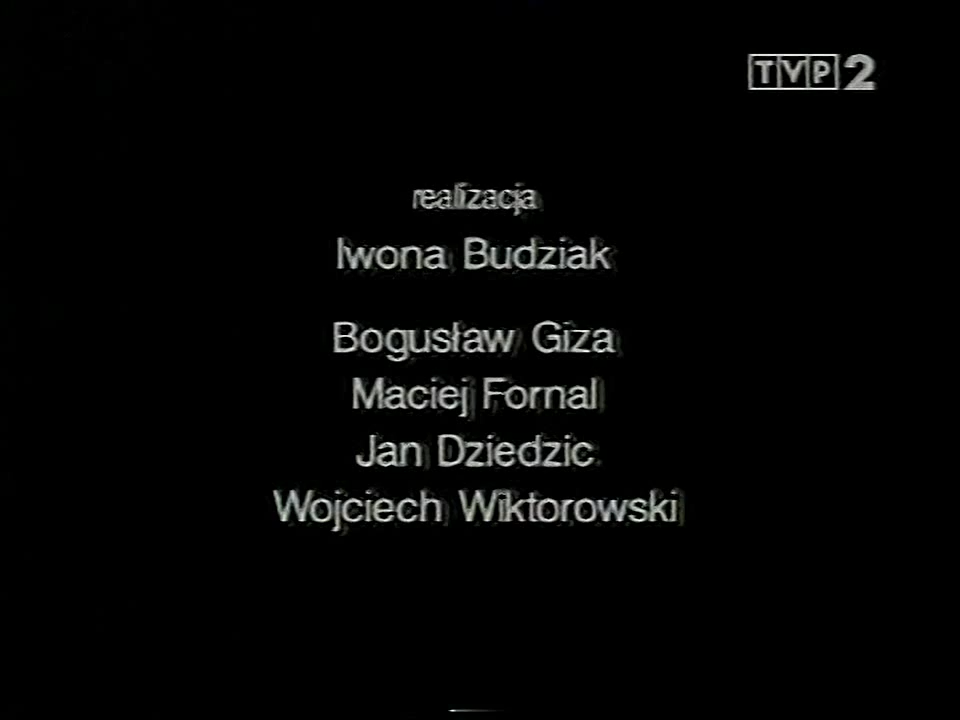 TVP2
realizacja
Iwona Budziak
Bogusław Giza
Maciej Fornal
Jan Dziedzic
Wojciech Wiktorowski